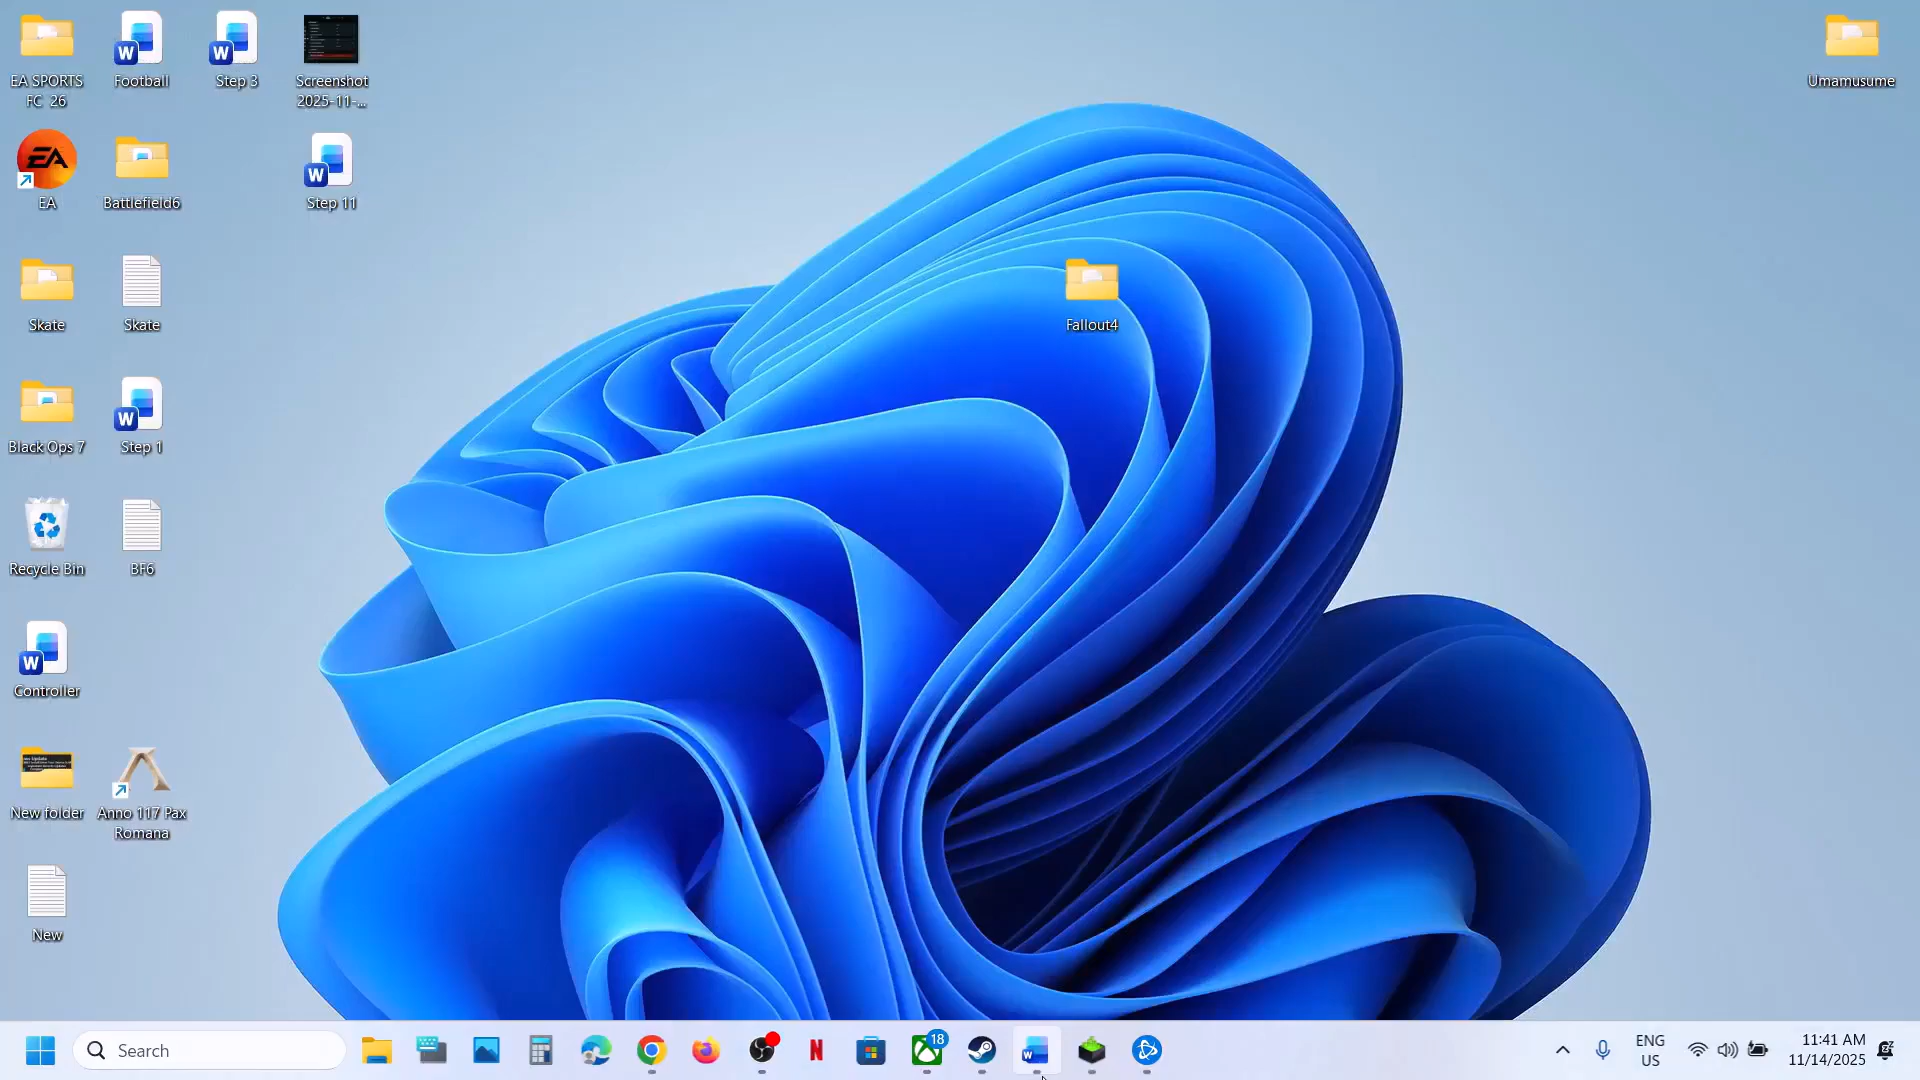 EA SPORTS
FC 26
Football
Step 3
Screenshot
2025-11-...
Umamusume
EA
Battlefield6
Step 11
Skate
Skate
Fallout4
Black Ops 7
Step 1
Recycle Bin
BF6
Controller
New folder
Anno 117 Pax
Romana
New
Search
18
ENG
US
11:41 AM
11/14/2025